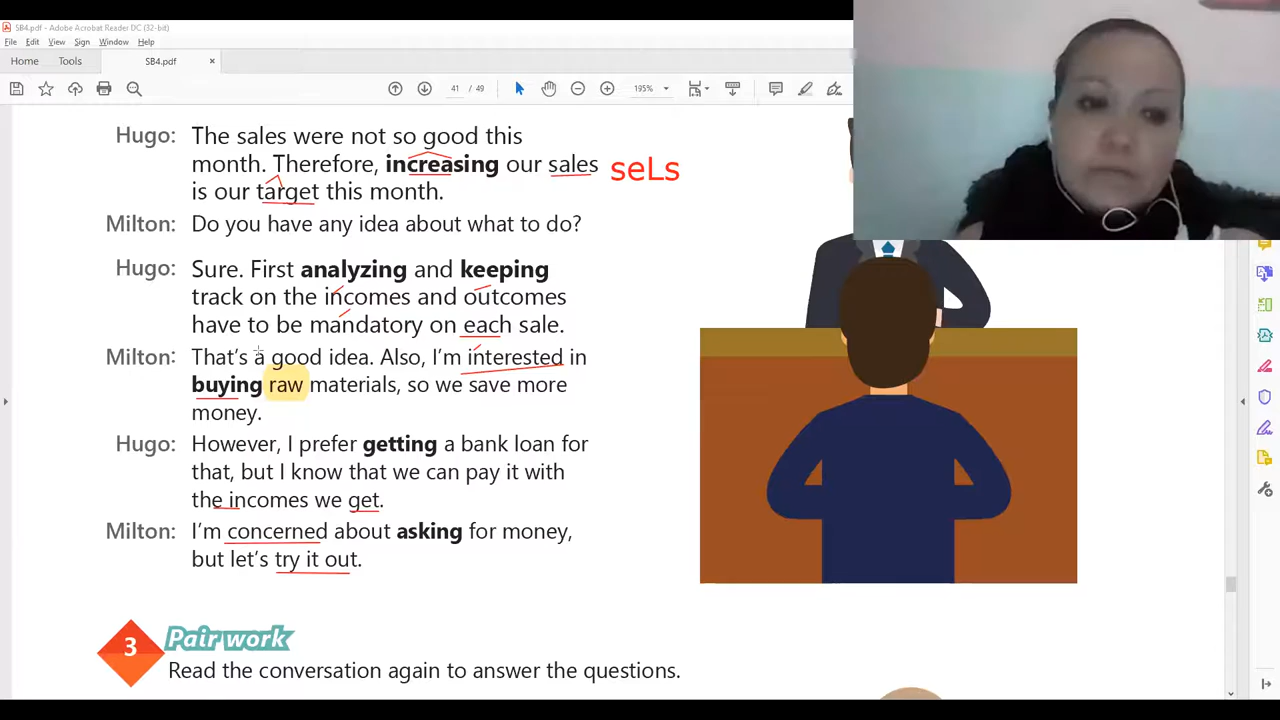 SB4.pdf - Adobe Acrobat Reader DC (32-bit)
File Edit View Sign Window Help
Home Tools SB4.pdf ×
41 / 49 195%
Hugo: The sales were not so good this
month. Therefore, increasing our sales seLs
is our target this month.
Milton: Do you have any idea about what to do?
Hugo: Sure. First analyzing and keeping
track on the incomes and outcomes
have to be mandatory on each sale.
Milton: That's a good idea. Also, I'm interested in
buying raw materials, so we save more
money.
Hugo: However, I prefer getting a bank loan for
that, but I know that we can pay it with
the incomes we get.
Milton: I'm concerned about asking for money,
but let's try it out.
3 Pair work
Read the conversation again to answer the questions.